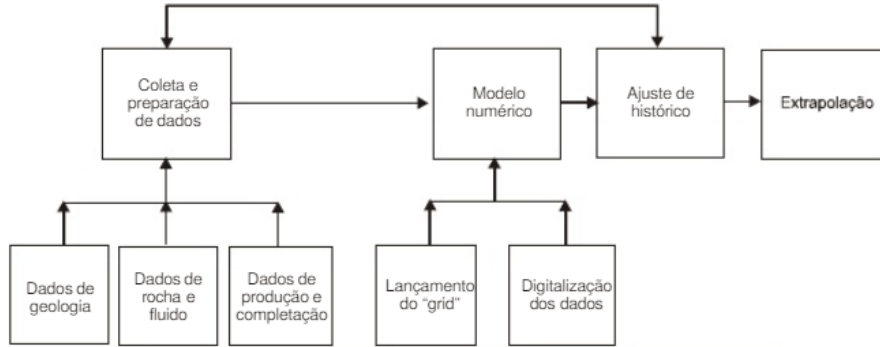 Coleta e
preparação
de dados
Modelo
numérico
Ajuste de
histórico
Extrapolação
Dados de
geologia
Dados de
rocha e
fluido
Dados de
produção e
completação
Lançamento
do “grid”
Digitalização
dos dados